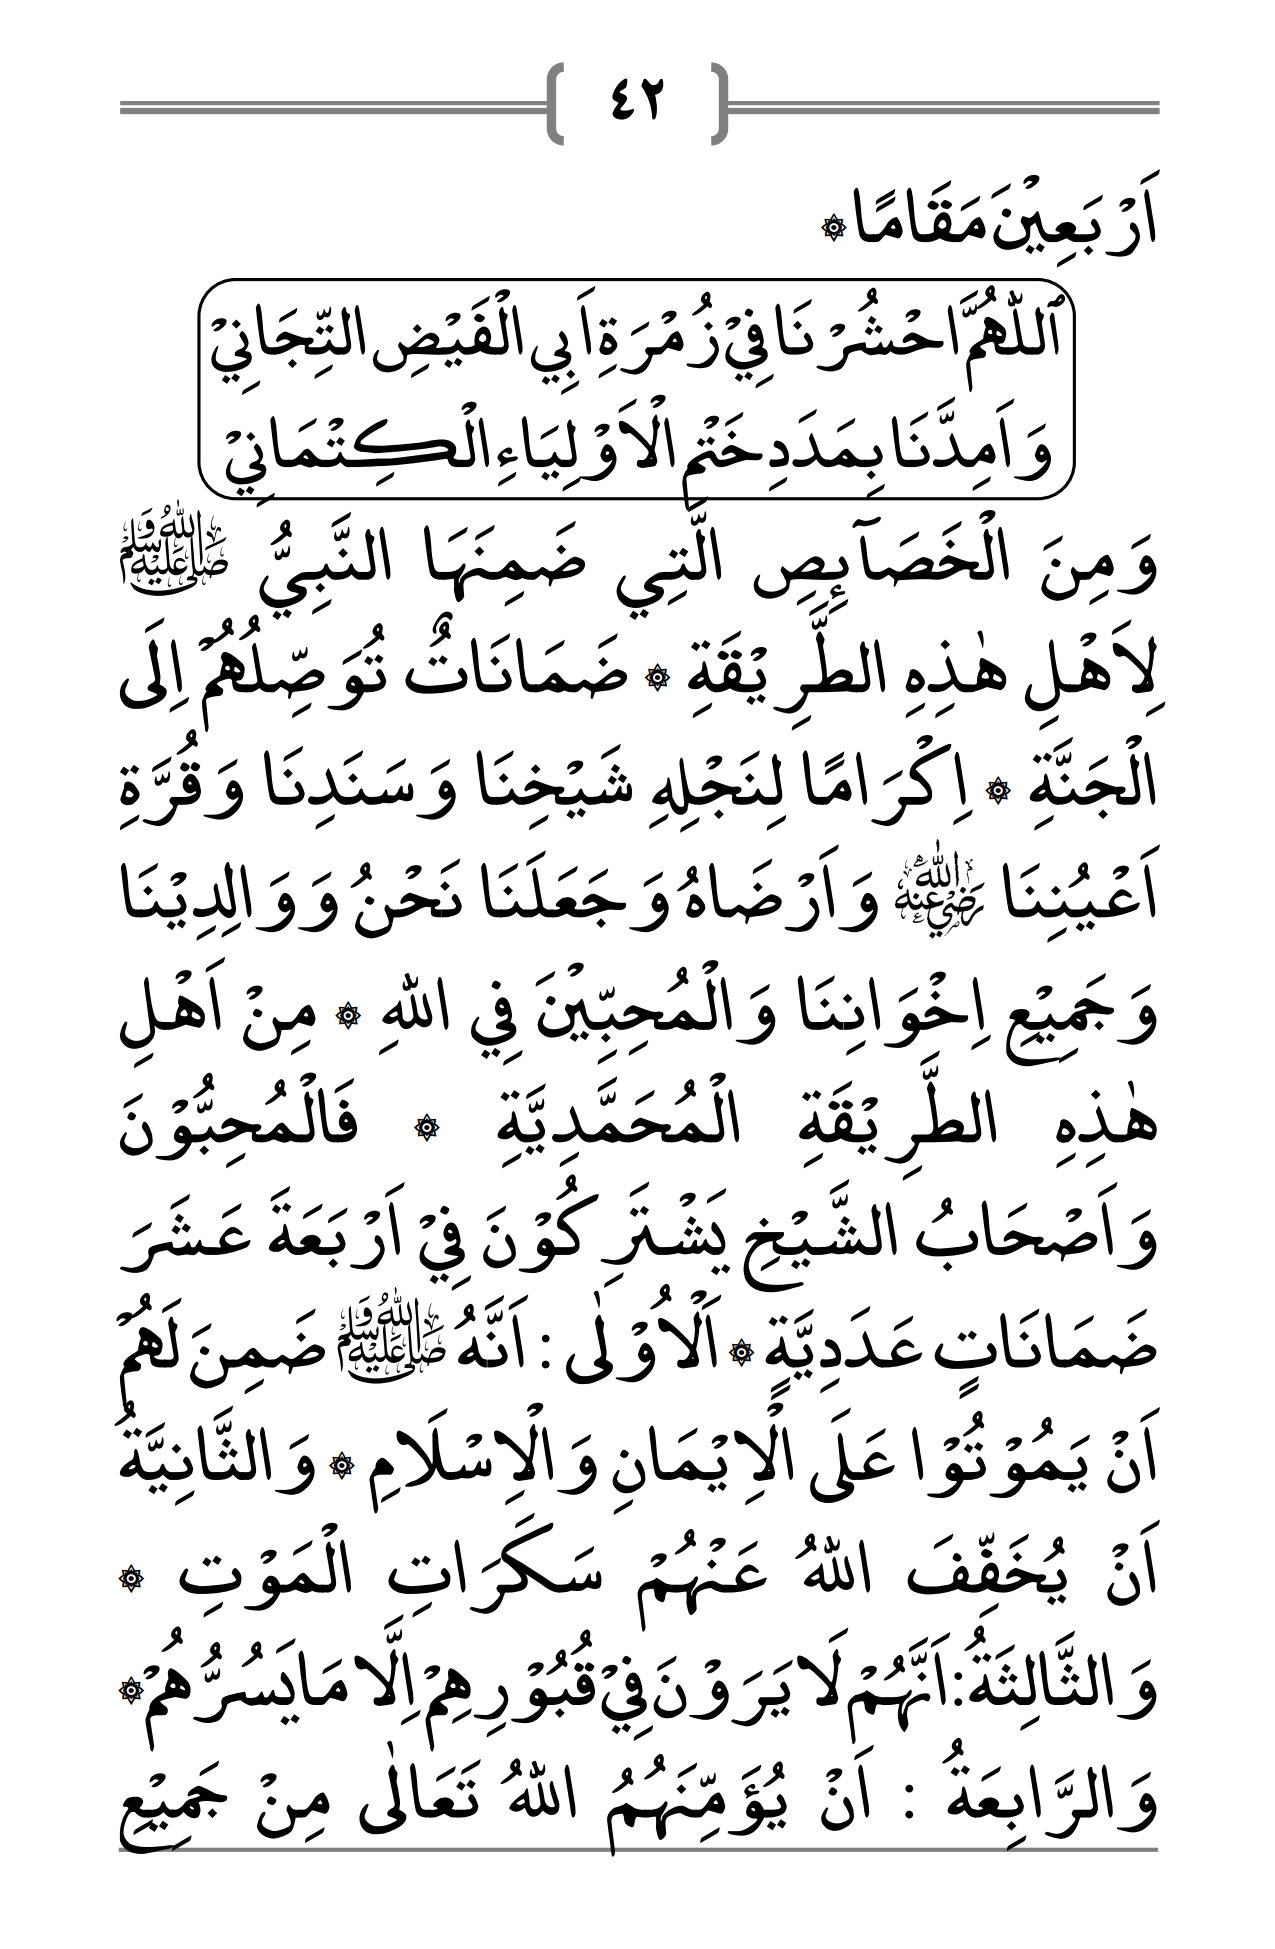 ٤٢
اَرْبَعِيْنَ مَقَامًا ۞
اَللّٰهُمَّ احْشُرْنَا فِيْ زُمْرَةِ اَبِي الْفَيْضِ التِّجَانِيْ
وَاَمِدَّنَا بِمَدَدِ خَتْمِ الْاَوْلِيَاءِ الْكِتْمَانِيْ
وَمِنَ الْخَصَآئِصِ الَّتِي ضَمِنَهَا النَّبِيُّ ﷺ
لِاَهْلِ هٰذِهِ الطَّرِيْقَةِ ۞ ضَمَانَاتٌ تُوَصِّلُهُمْ اِلَى
الْجَنَّةِ ۞ اِكْرَامًا لِنَجْلِهِ شَيْخِنَا وَسَنَدِنَا وَقُرَّةِ
اَعْيُنِنَا رَضِيَ اللهُ عَنْهُ وَاَرْضَاهُ وَجَعَلَنَا نَحْنُ وَوَالِدِيْنَا
وَجَمِيْعِ اِخْوَانِنَا وَالْمُحِبِّيْنَ فِي اللهِ ۞ مِنْ اَهْلِ
هٰذِهِ الطَّرِيْقَةِ الْمُحَمَّدِيَّةِ ۞ فَالْمُحِبُّوْنَ
وَاَصْحَابُ الشَّيْخِ يَشْتَرِكُوْنَ فِيْ اَرْبَعَةَ عَشَرَ
ضَمَانَاتٍ عَدَدِيَّةٍ ۞ اَلْاُوْلٰى : اَنَّهُ ﷺ ضَمِنَ لَهُمْ
اَنْ يَمُوْتُوْا عَلَى الْاِيْمَانِ وَالْاِسْلَامِ ۞ وَالثَّانِيَّةُ
اَنْ يُخَفِّفَ اللهُ عَنْهُمْ سَكَرَاتِ الْمَوْتِ ۞
وَالثَّالِثَةُ : اَنَّهُمْ لَا يَرَوْنَ فِيْ قُبُوْرِهِمْ اِلَّا مَا يَسُرُّهُمْ ۞
وَالرَّابِعَةُ : اَنْ يُؤَمِّنَهُمُ اللهُ تَعَالٰى مِنْ جَمِيْعِ